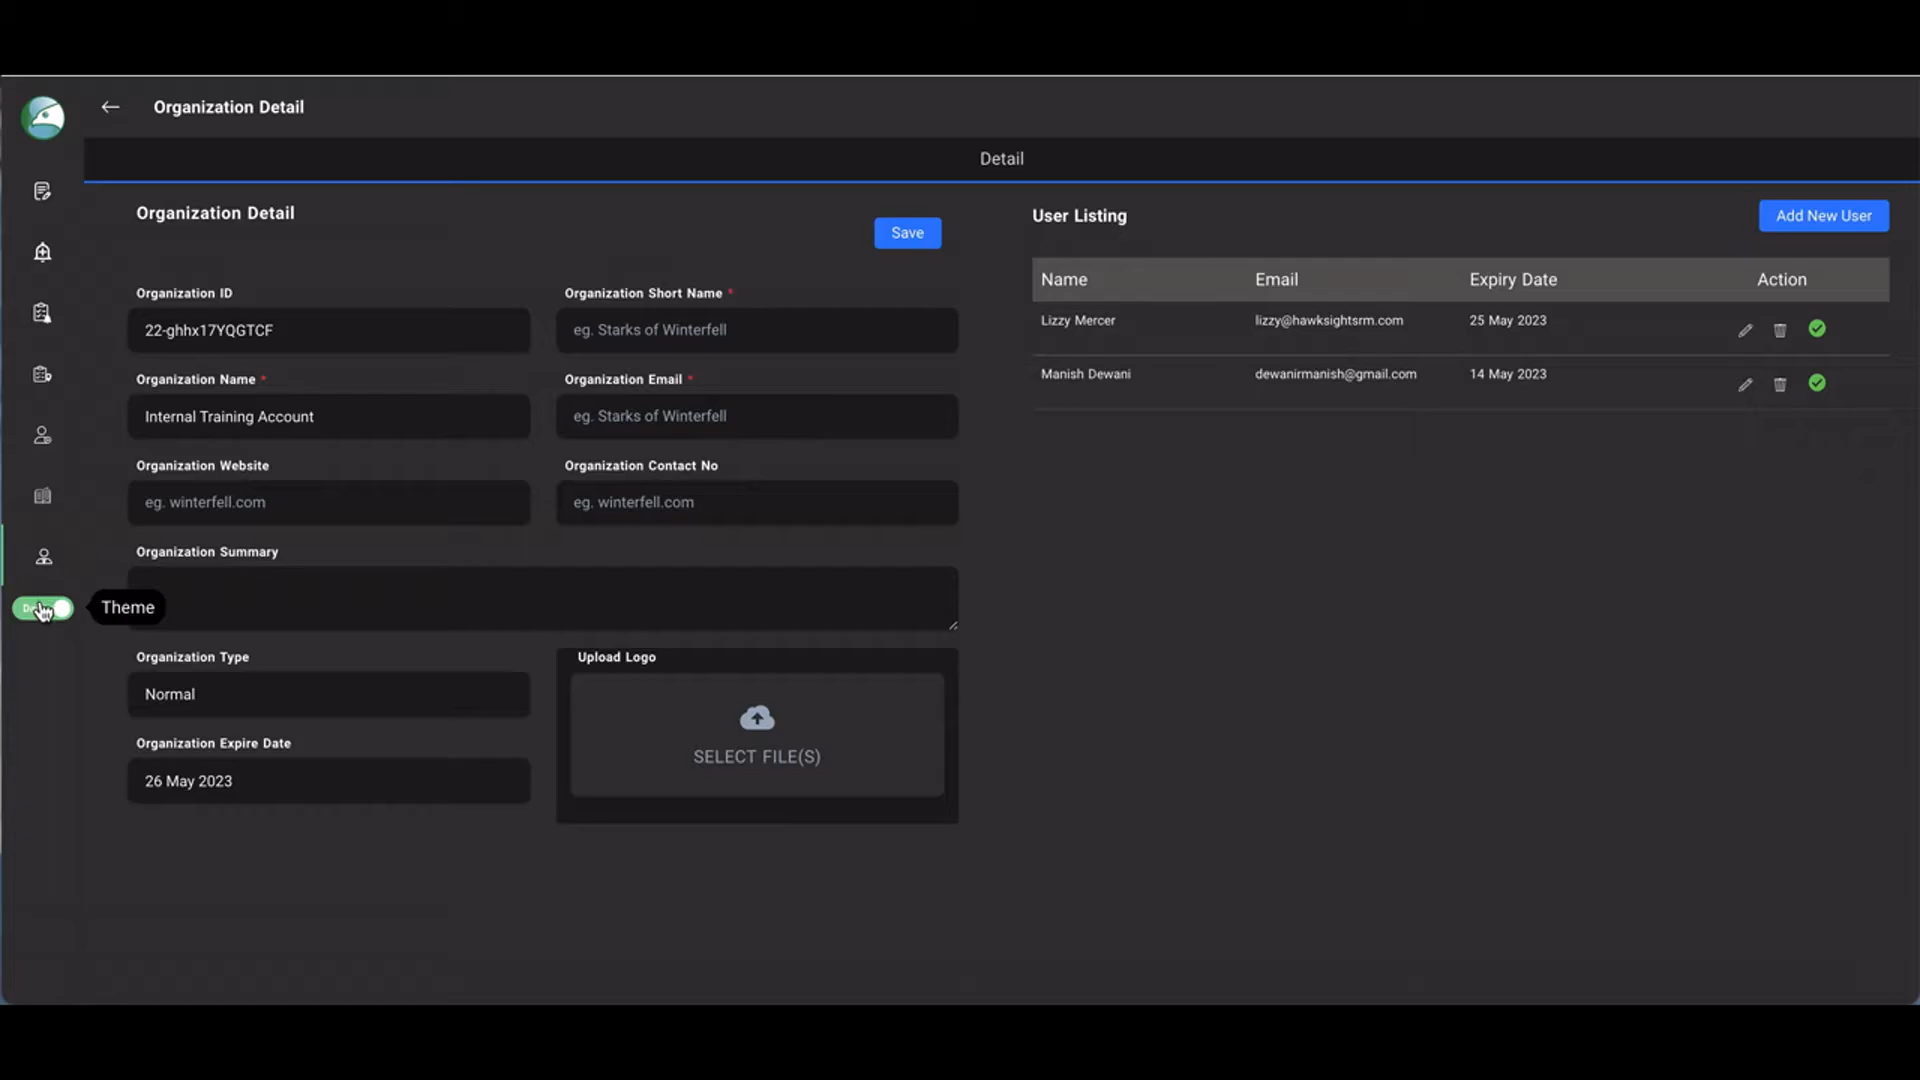 Organization Detail
Detail
Organization Detail
Save
Organization ID
22-ghhx17YQGTCF
Organization Short Name *
eg. Starks of Winterfell
Organization Name *
Internal Training Account
Organization Email *
eg. Starks of Winterfell
Organization Website
eg. winterfell.com
Organization Contact No
eg. winterfell.com
Organization Summary
Theme
Organization Type
Normal
Organization Expire Date
26 May 2023
Upload Logo
SELECT FILE(S)
User Listing
Add New User
Name Email Expiry Date Action
Lizzy Mercer lizzy@hawksightsrm.com 25 May 2023
Manish Dewani dewanirmanish@gmail.com 14 May 2023